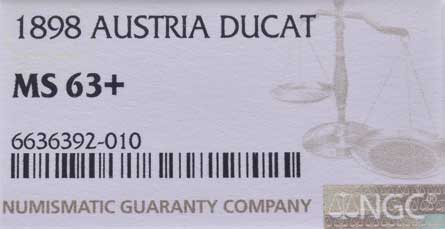 1898 AUSTRIA DUCAT
MS 63+
6636392-010
NUMISMATIC GUARANTY COMPANY
NGC®